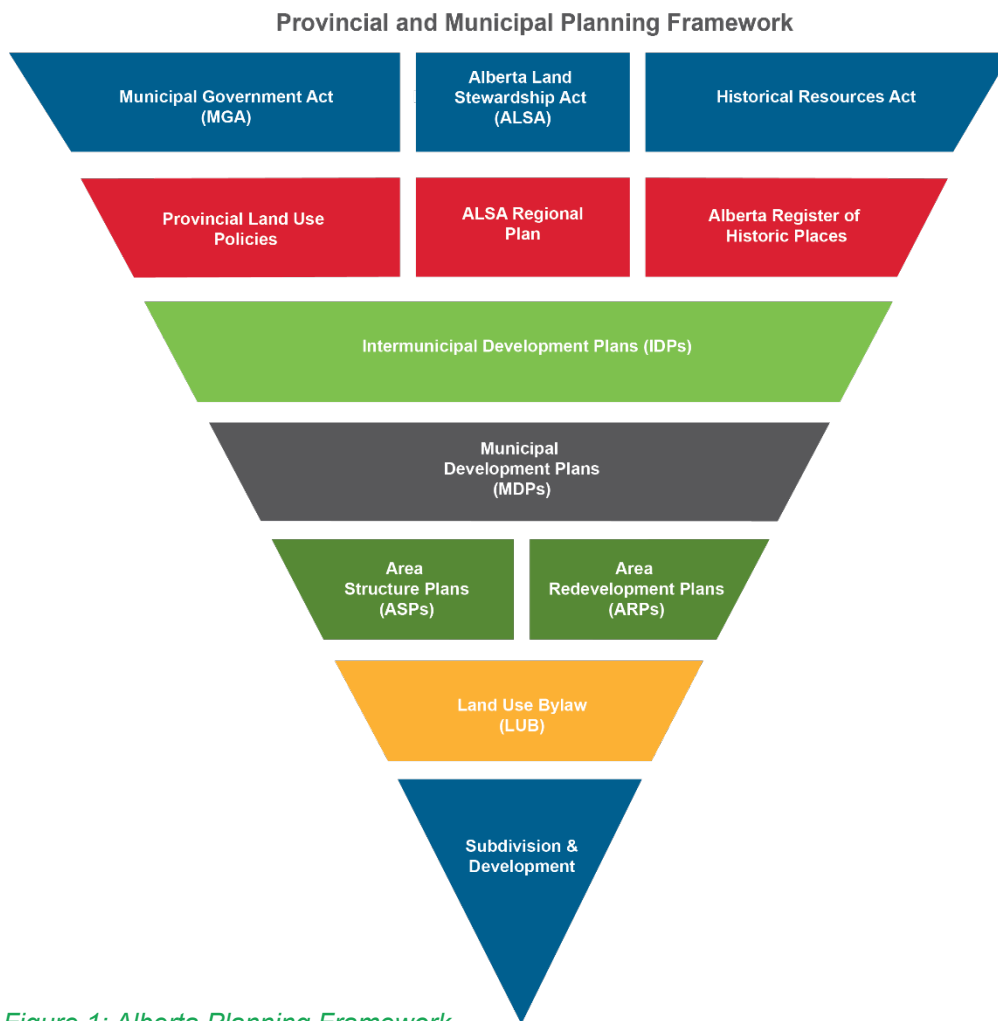 Provincial and Municipal Planning Framework
Municipal Government Act
(MGA)
Alberta Land
Stewardship Act
(ALSA)
Historical Resources Act
Provincial Land Use
Policies
ALSA Regional
Plan
Alberta Register of
Historic Places
Intermunicipal Development Plans (IDPs)
Municipal
Development Plans
(MDPs)
Area
Structure Plans
(ASPs)
Area
Redevelopment Plans
(ARPs)
Land Use Bylaw
(LUB)
Subdivision &
Development
Figure 1: Alberta Planning Framework